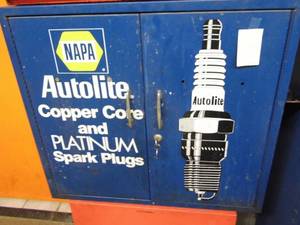 NAPA
Autolite
Copper Core
and
PLATINUM
Spark Plugs
Autolite